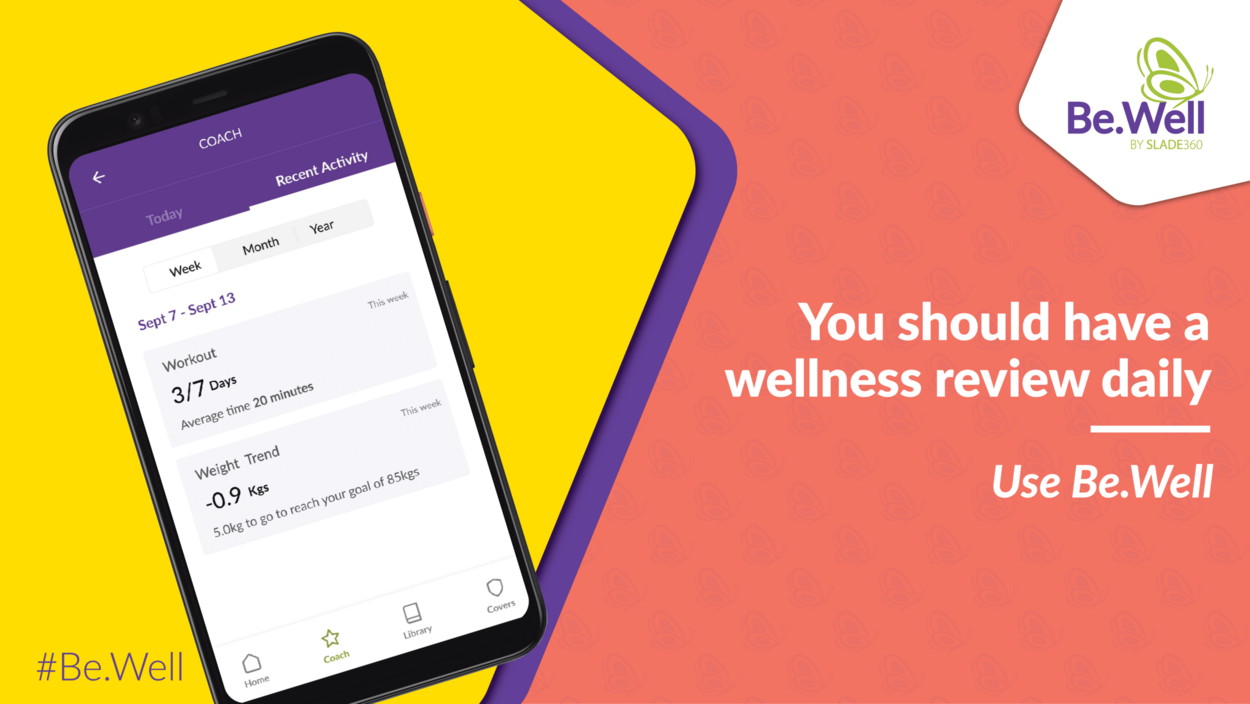 COACH
Today
Recent Activity
Week
Month
Year
Sept 7 - Sept 13
This week
Workout
3/7 Days
Average time 20 minutes
This week
Weight Trend
-0.9 Kgs
5.0kg to go to reach your goal of 85kgs
Home
Coach
Library
Covers
#Be.Well
Be.Well
BY SLADE360
You should have a
wellness review daily
Use Be.Well